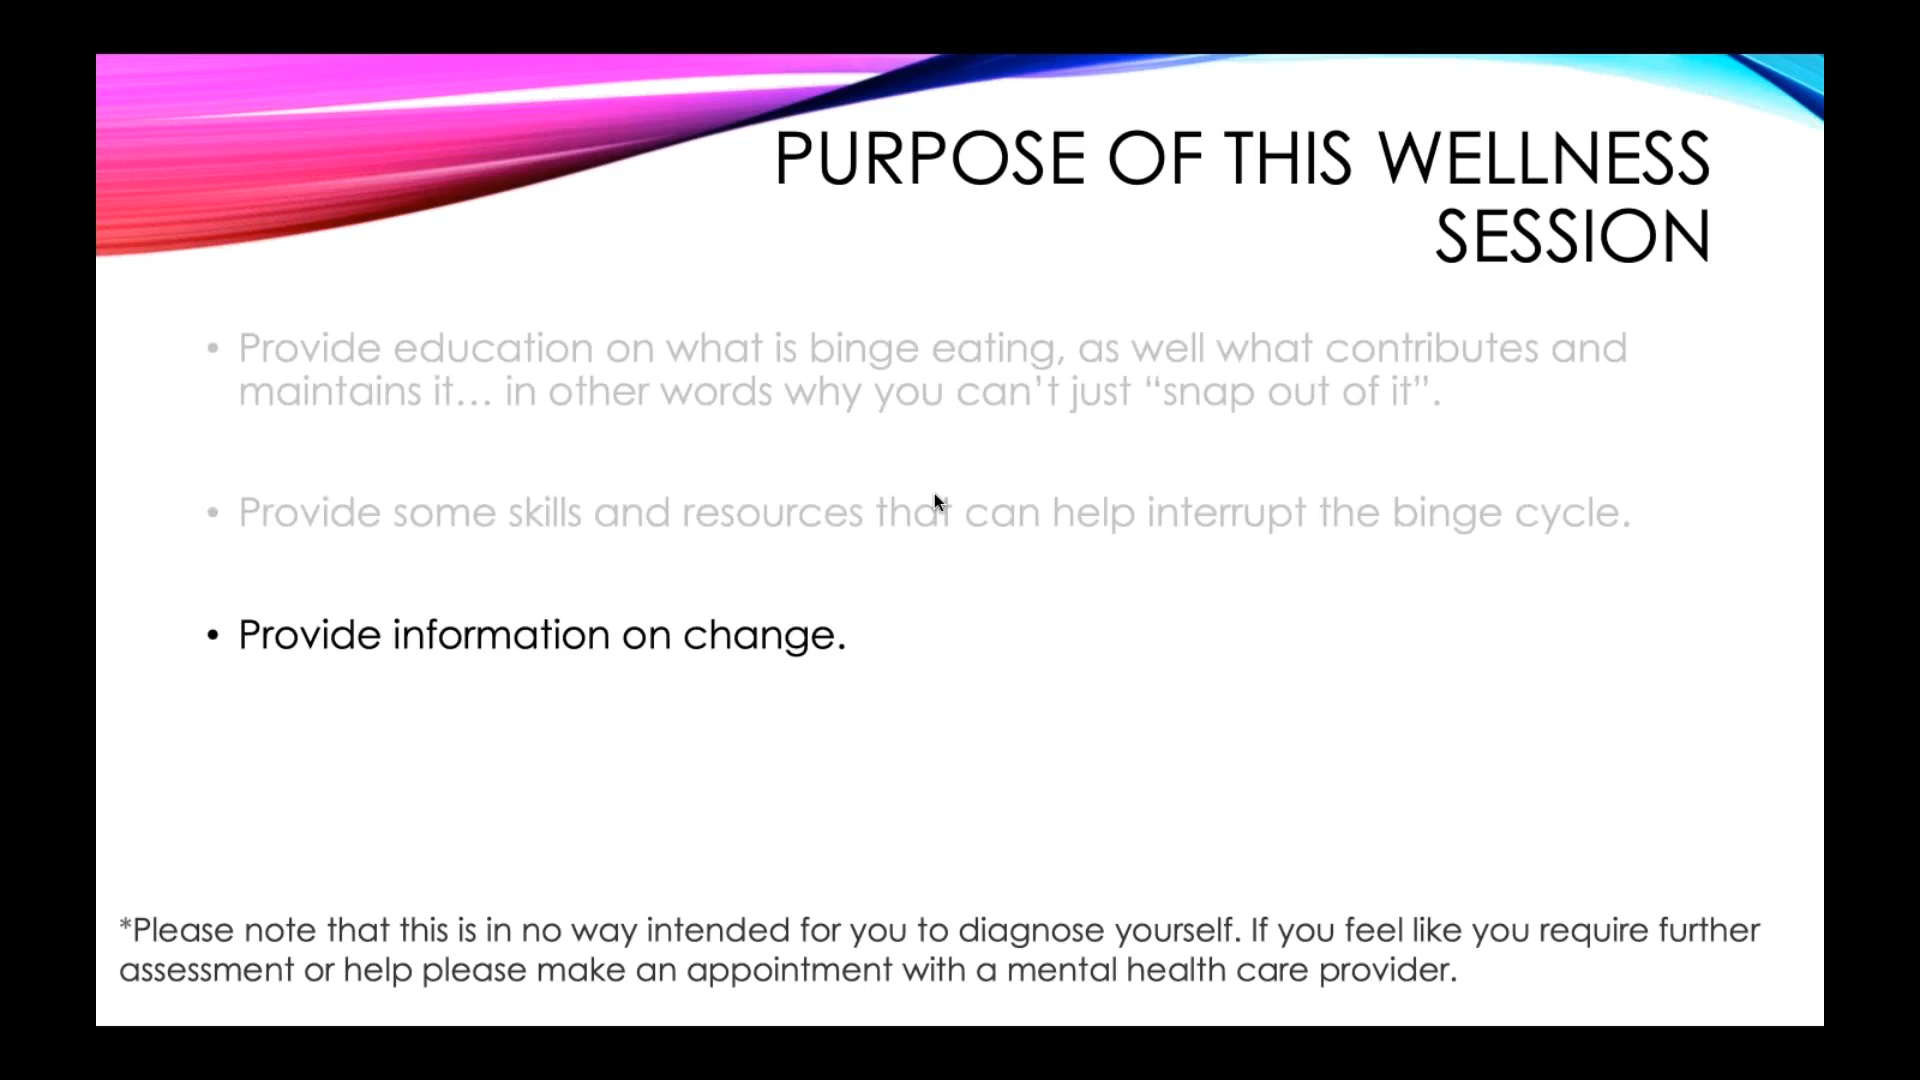 PURPOSE OF THIS WELLNESS
SESSION
• Provide education on what is binge eating, as well what contributes and
maintains it… in other words why you can’t just “snap out of it”.
• Provide some skills and resources that can help interrupt the binge cycle.
• Provide information on change.
*Please note that this is in no way intended for you to diagnose yourself. If you feel like you require further
assessment or help please make an appointment with a mental health care provider.